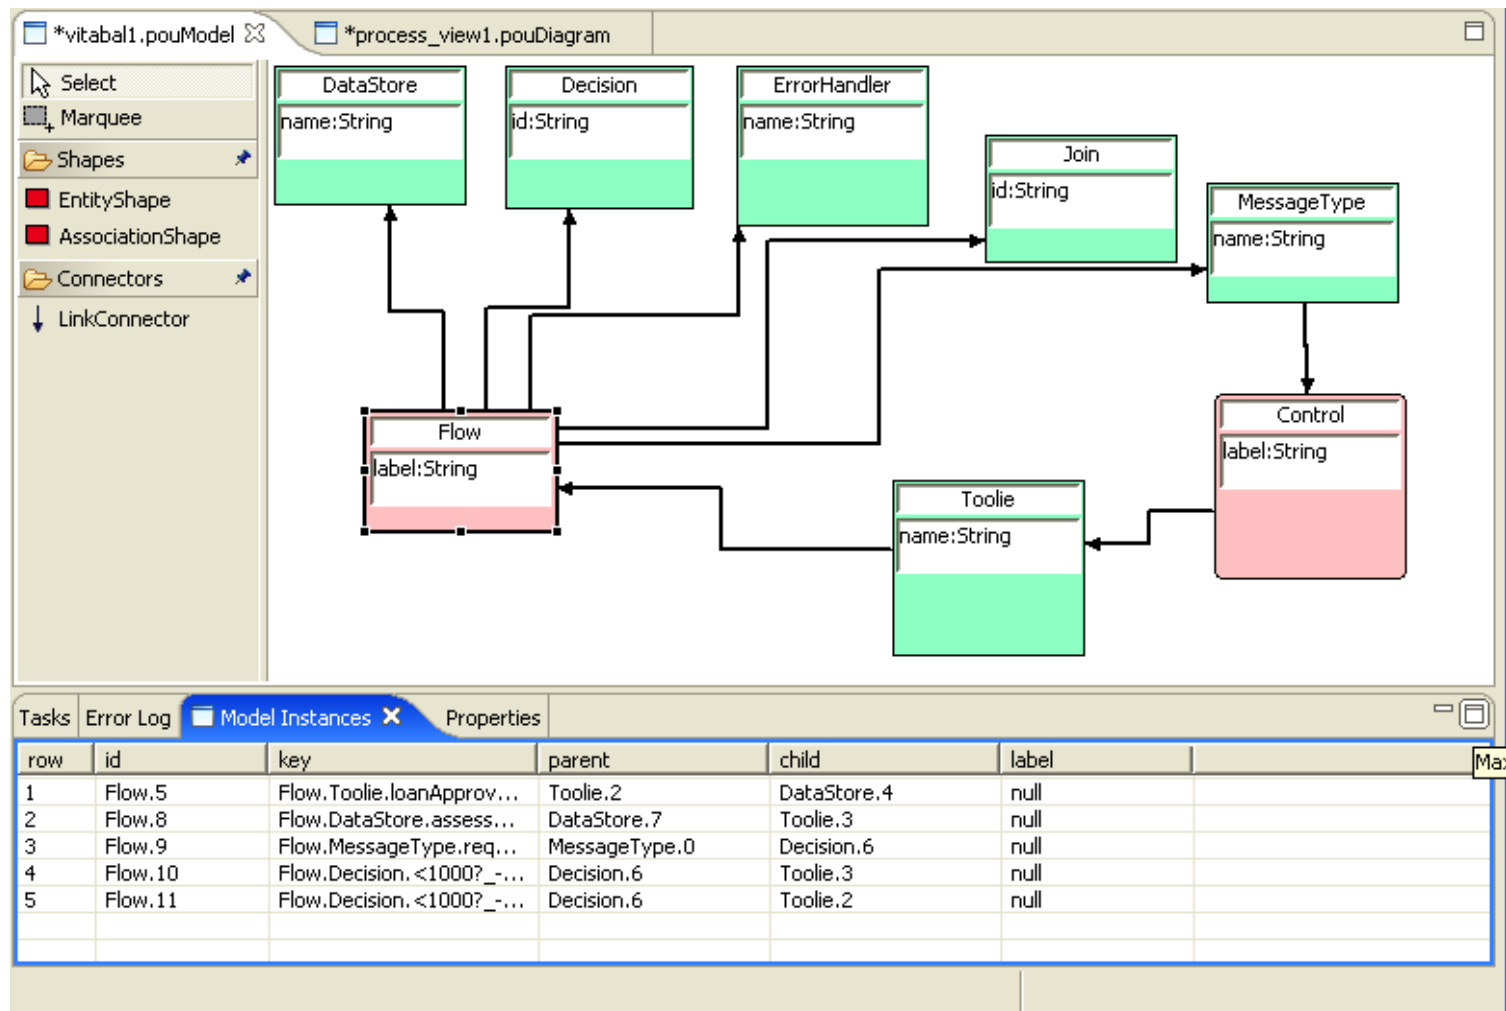 *vitabal1.pouModel
*process_view1.pouDiagram
Select
Marquee
Shapes
EntityShape
AssociationShape
Connectors
LinkConnector
DataStore
name:String
Decision
id:String
ErrorHandler
name:String
Join
id:String
MessageType
name:String
Flow
label:String
Control
label:String
Toolie
name:String
Tasks Error Log Model Instances Properties
row id key parent child label
1 Flow.5 Flow.Toolie.loanApprov... Toolie.2 DataStore.4 null
2 Flow.8 Flow.DataStore.assess... DataStore.7 Toolie.3 null
3 Flow.9 Flow.MessageType.req... MessageType.0 Decision.6 null
4 Flow.10 Flow.Decision.<1000?_-... Decision.6 Toolie.3 null
5 Flow.11 Flow.Decision.<1000?_-... Decision.6 Toolie.2 null